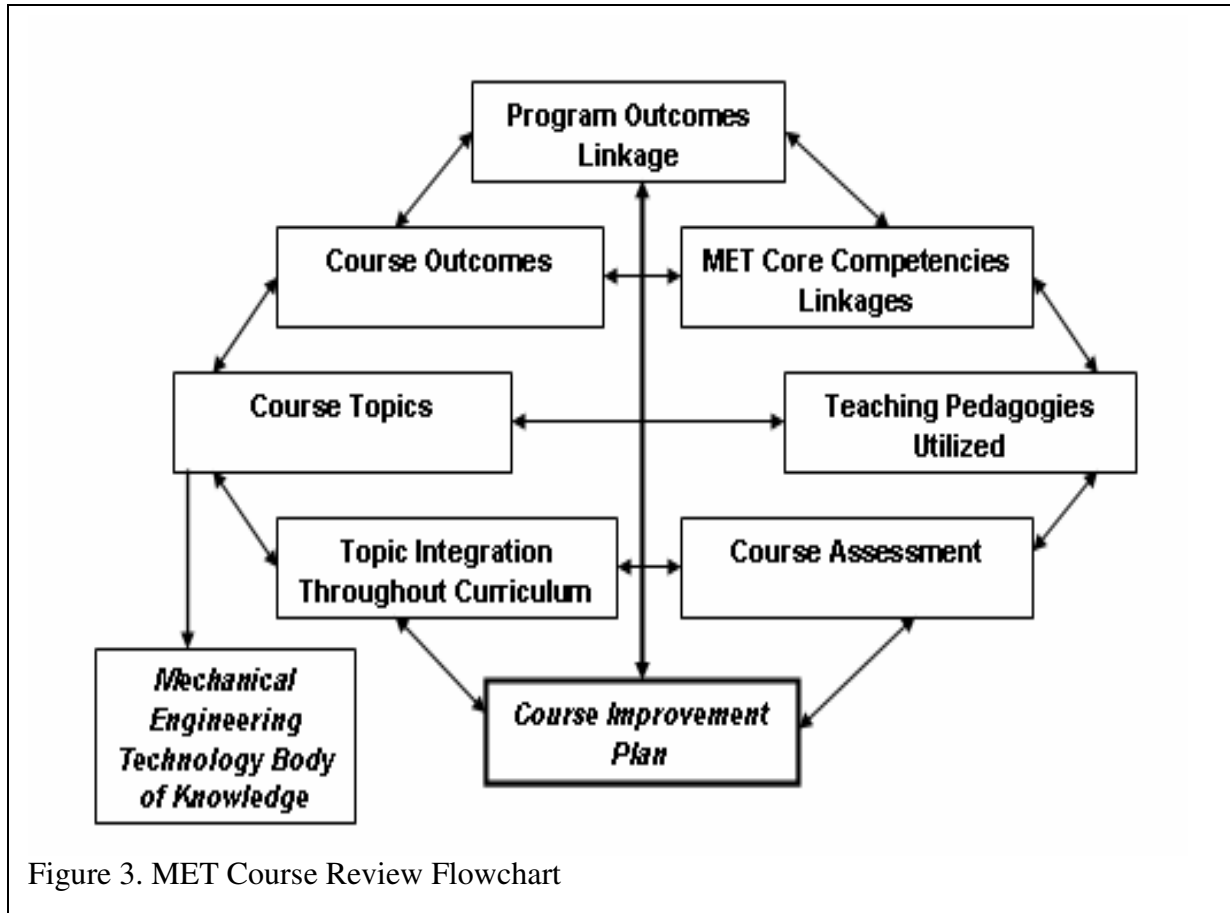 Program Outcomes
Linkage
Course Outcomes
MET Core Competencies
Linkages
Course Topics
Teaching Pedagogies
Utilized
Topic Integration
Throughout Curriculum
Course Assessment
Mechanical
Engineering
Technology Body
of Knowledge
Course Improvement
Plan
Figure 3. MET Course Review Flowchart